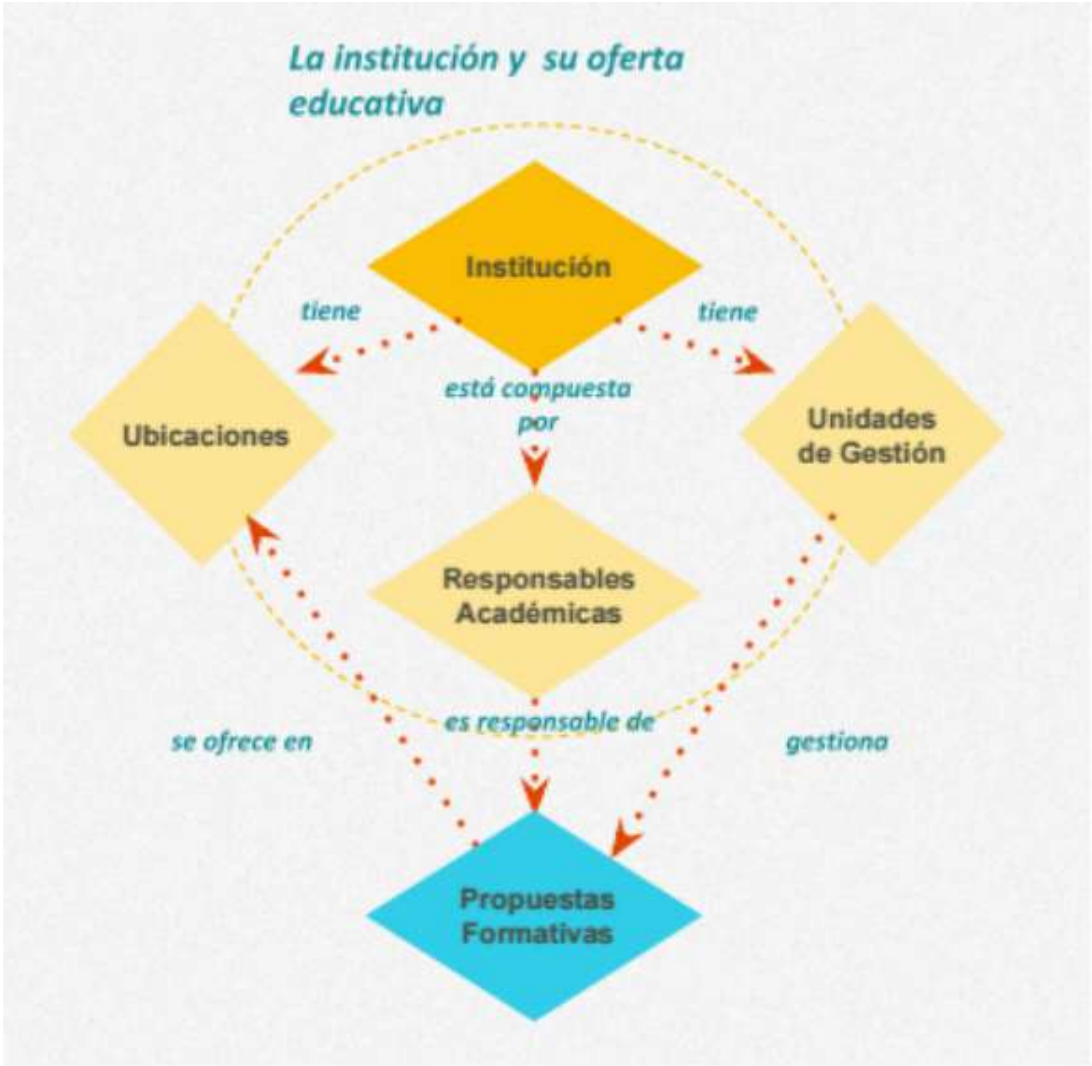 La institución y su oferta
educativa
Institución
tiene
tiene
está compuesta
por
Ubicaciones
Unidades
de Gestión
Responsables
Académicas
es responsable de
se ofrece en
gestiona
Propuestas
Formativas